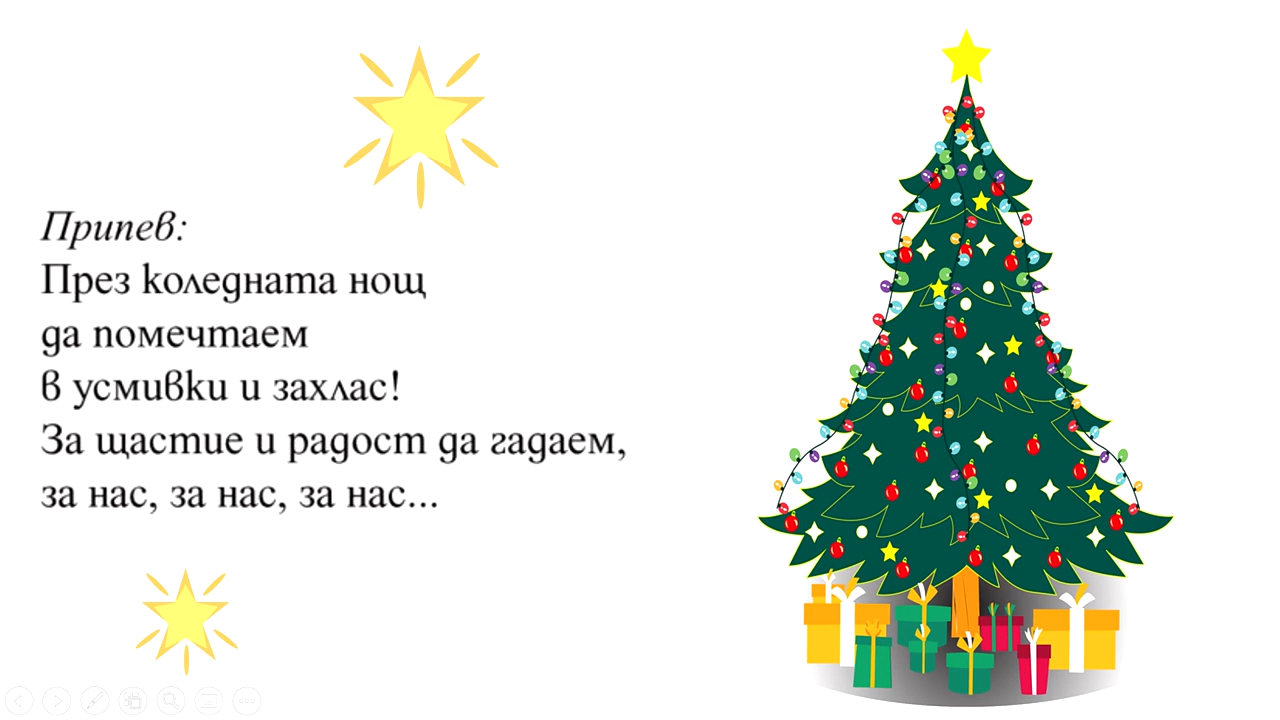 Припев:
През коледната нощ
да помечтаем
в усмивки и захлас!
За щастие и радост да гадаем,
за нас, за нас, за нас...